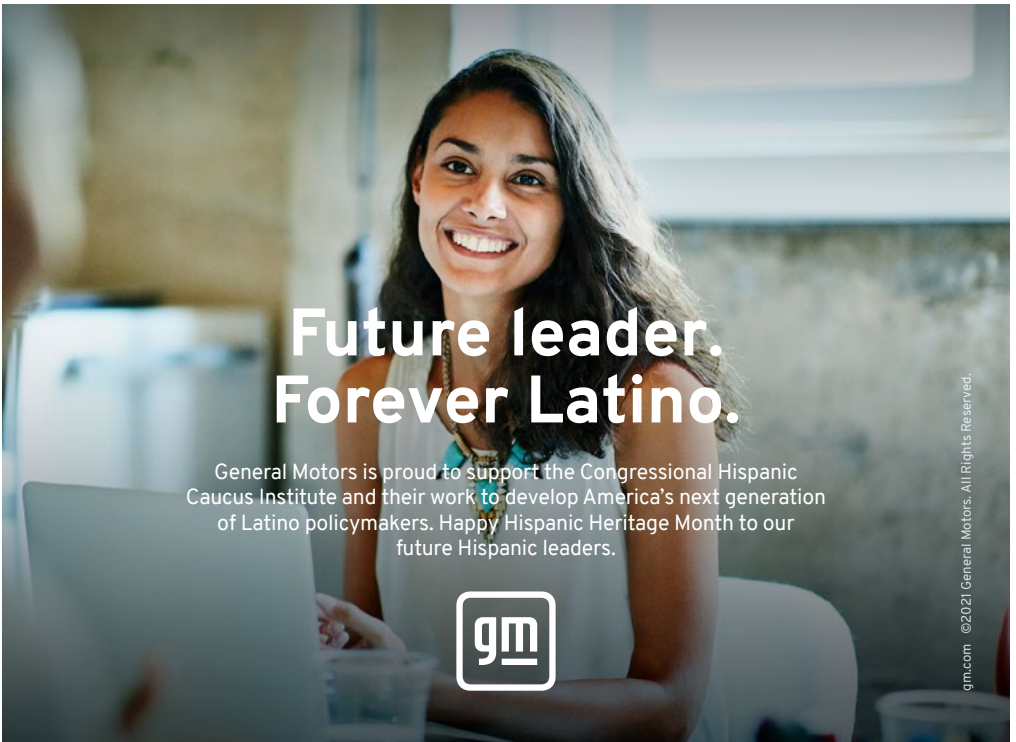 Future leader.
Forever Latino.
General Motors is proud to support the Congressional Hispanic
Caucus Institute and their work to develop America's next generation
of Latino policymakers. Happy Hispanic Heritage Month to our
future Hispanic leaders.
gm
gm.com ©2021 General Motors. All Rights Reserved.